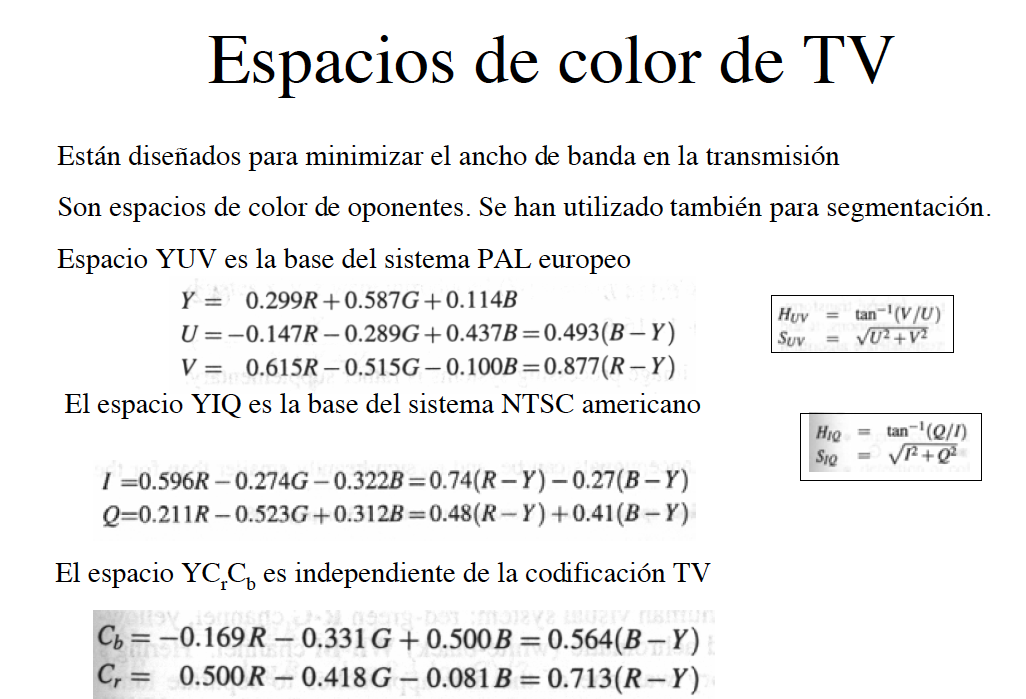 Espacios de color de TV
Están diseñados para minimizar el ancho de banda en la transmisión
Son espacios de color de oponentes. Se han utilizado también para segmentación.
Espacio YUV es la base del sistema PAL europeo
Y = 0.299R + 0.587G + 0.114B
U = −0.147R − 0.289G + 0.437B = 0.493(B − Y)
V = 0.615R − 0.515G − 0.100B = 0.877(R − Y)
H_UV = tan⁻¹(V/U)
S_UV = √(U² + V²)
El espacio YIQ es la base del sistema NTSC americano
I = 0.596R − 0.274G − 0.322B = 0.74(R − Y) − 0.27(B − Y)
Q = 0.211R − 0.523G + 0.312B = 0.48(R − Y) + 0.41(B − Y)
H_IQ = tan⁻¹(Q/I)
S_IQ = √(I² + Q²)
El espacio YC_rC_b es independiente de la codificación TV
C_b = −0.169R − 0.331G + 0.500B = 0.564(B − Y)
C_r = 0.500R − 0.418G − 0.081B = 0.713(R − Y)